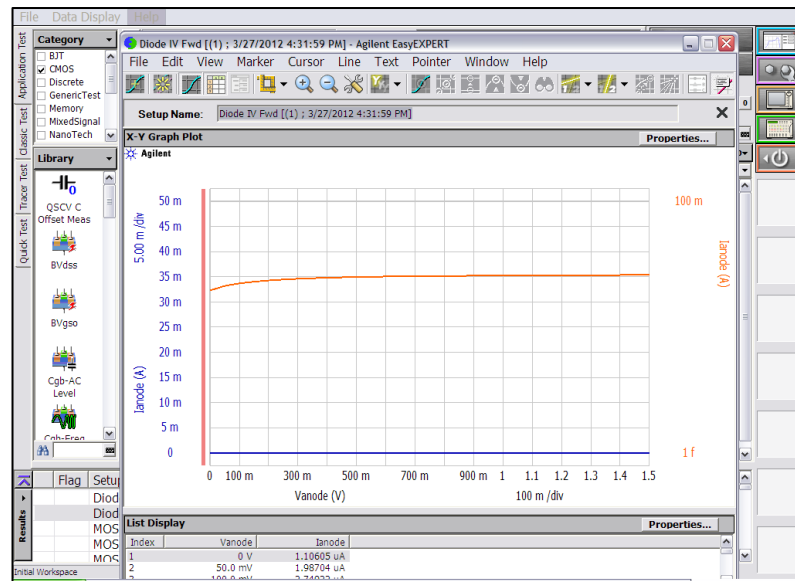 File Data Display Help
Diode IV Fwd [(1) ; 3/27/2012 4:31:59 PM] - Agilent EasyEXPERT
File Edit View Marker Cursor Line Text Pointer Window Help
Setup Name: Diode IV Fwd [(1) ; 3/27/2012 4:31:59 PM]
X-Y Graph Plot Properties...
Agilent
Application Test
Classic Test
Tracer Test
Quick Test
Category
BJT
CMOS
Discrete
GenericTest
Memory
MixedSignal
NanoTech
Library
QSCV C
Offset Meas
BVdss
BVgso
Cgb-AC
Level
Cgb-Freq
50 m
45 m
40 m
35 m
30 m
25 m
20 m
15 m
10 m
5 m
0
5.00 m /div
Ianode (A)
100 m
Ianode (A)
1 f
0 100 m 300 m 500 m 700 m 900 m 1 1.1 1.2 1.3 1.4 1.5
Vanode (V) 100 m /div
List Display Properties...
Index Vanode Ianode
1 0 V 1.10605 uA
2 50.0 mV 1.98704 uA
Results
Flag Setu
Diod
Diod
MOS
MOS
MOS
Initial Workspace